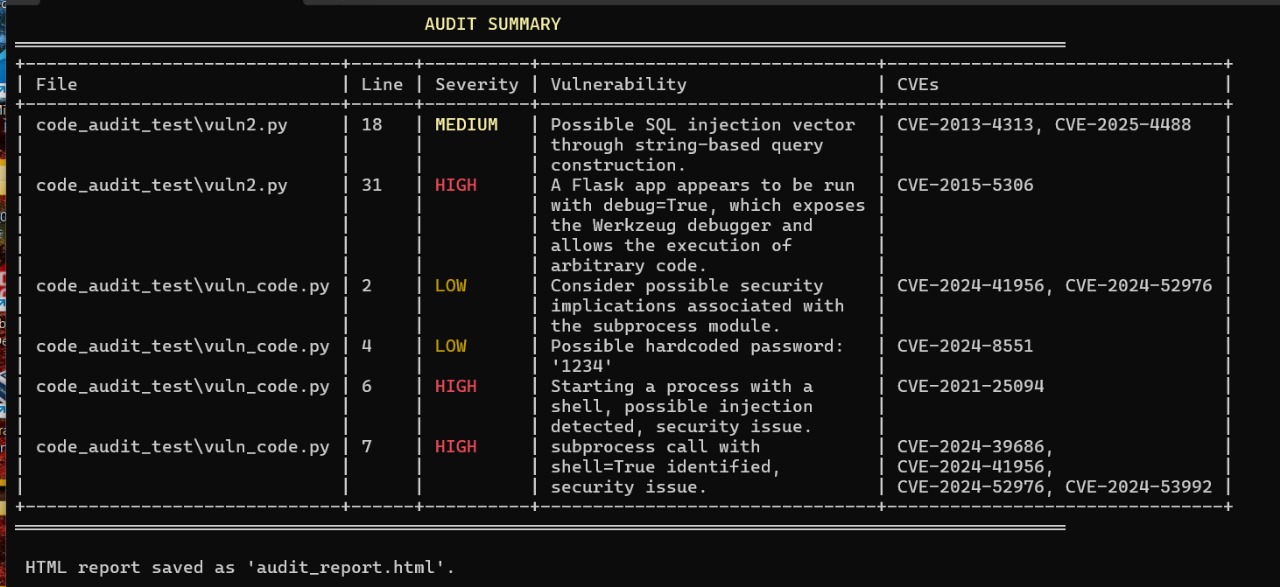 AUDIT SUMMARY
File | Line | Severity | Vulnerability | CVEs
code_audit_test\vuln2.py | 18 | MEDIUM | Possible SQL injection vector | CVE-2013-4313, CVE-2025-4488
through string-based query
construction.
code_audit_test\vuln2.py | 31 | HIGH | A Flask app appears to be run | CVE-2015-5306
with debug=True, which exposes
the Werkzeug debugger and
allows the execution of
arbitrary code.
code_audit_test\vuln_code.py | 2 | LOW | Consider possible security | CVE-2024-41956, CVE-2024-52976
implications associated with
the subprocess module.
code_audit_test\vuln_code.py | 4 | LOW | Possible hardcoded password: | CVE-2024-8551
'1234'
code_audit_test\vuln_code.py | 6 | HIGH | Starting a process with a | CVE-2021-25094
shell, possible injection
detected, security issue.
code_audit_test\vuln_code.py | 7 | HIGH | subprocess call with | CVE-2024-39686,
shell=True identified, | CVE-2024-41956,
security issue. | CVE-2024-52976, CVE-2024-53992
HTML report saved as 'audit_report.html'.